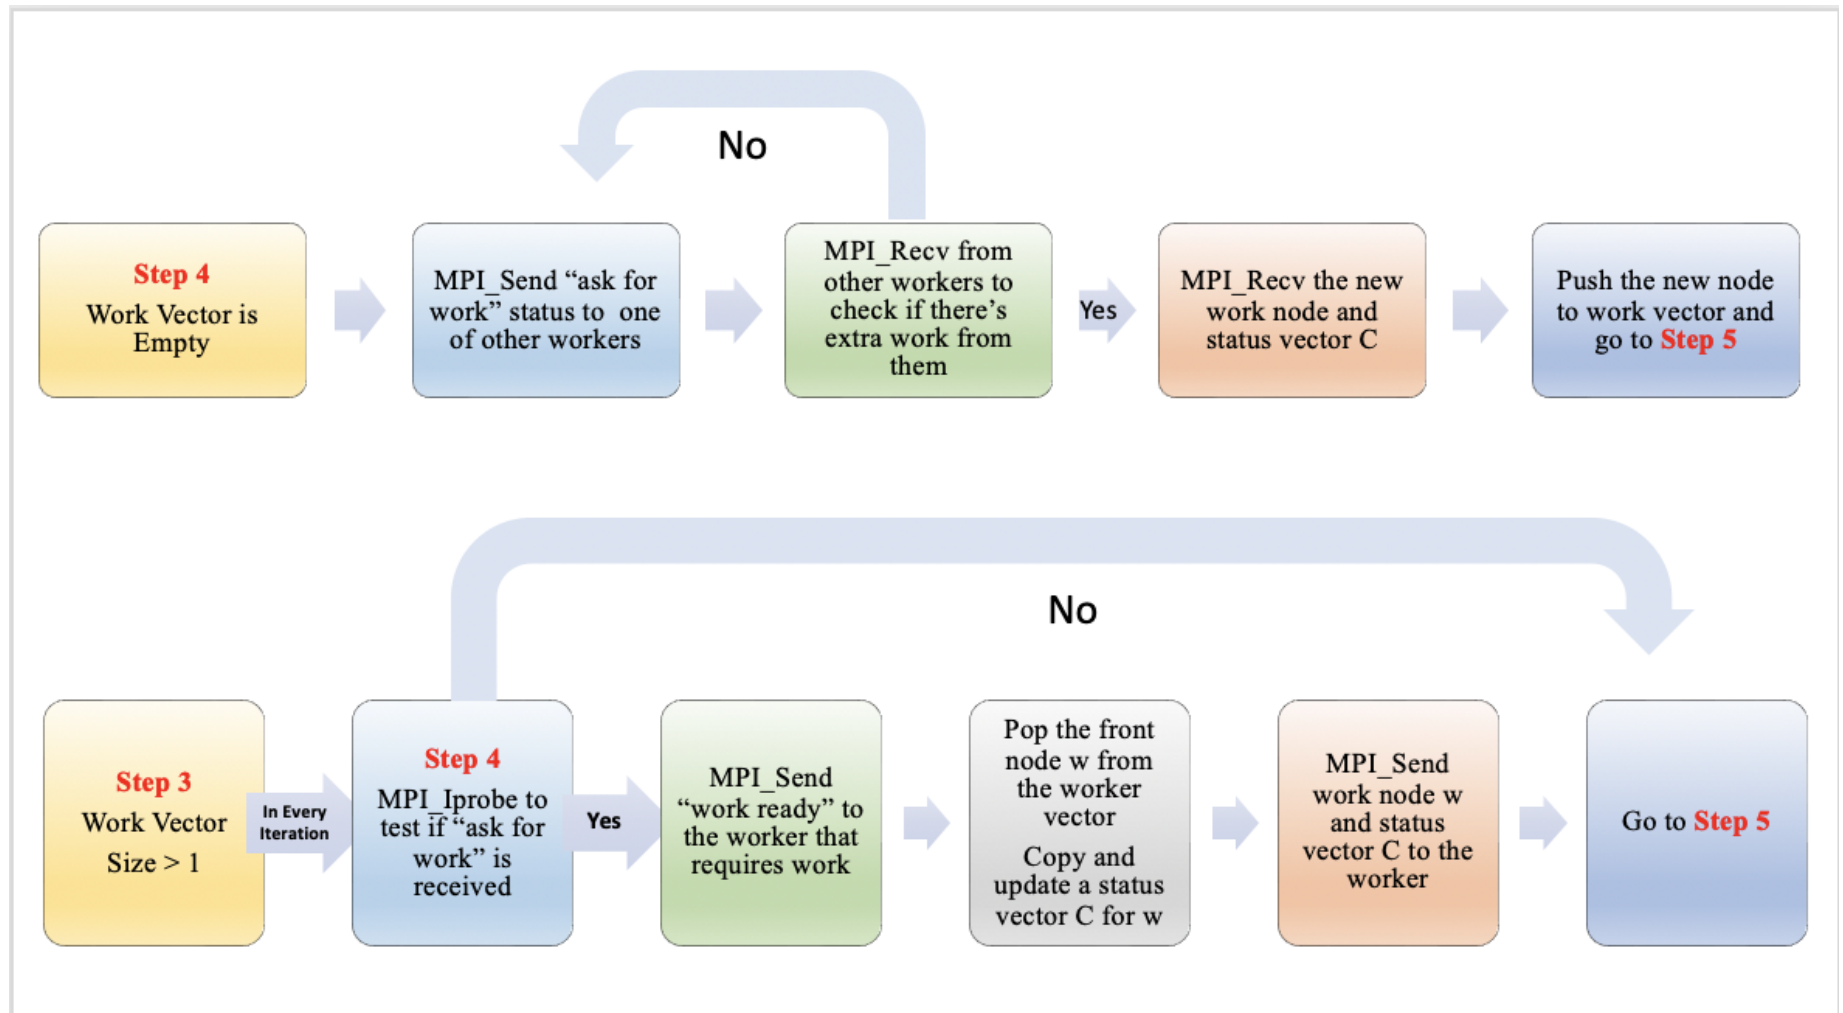 No
Step 4
Work Vector is
Empty
MPI_Send “ask for
work” status to one
of other workers
MPI_Recv from
other workers to
check if there’s
extra work from
them
Yes
MPI_Recv the new
work node and
status vector C
Push the new node
to work vector and
go to Step 5
No
Step 3
Work Vector
Size > 1
In Every
Iteration
Step 4
MPI_Iprobe to
test if “ask for
work” is
received
Yes
MPI_Send
“work ready” to
the worker that
requires work
Pop the front
node w from
the worker
vector
Copy and
update a status
vector C for w
MPI_Send
work node w
and status
vector C to the
worker
Go to Step 5